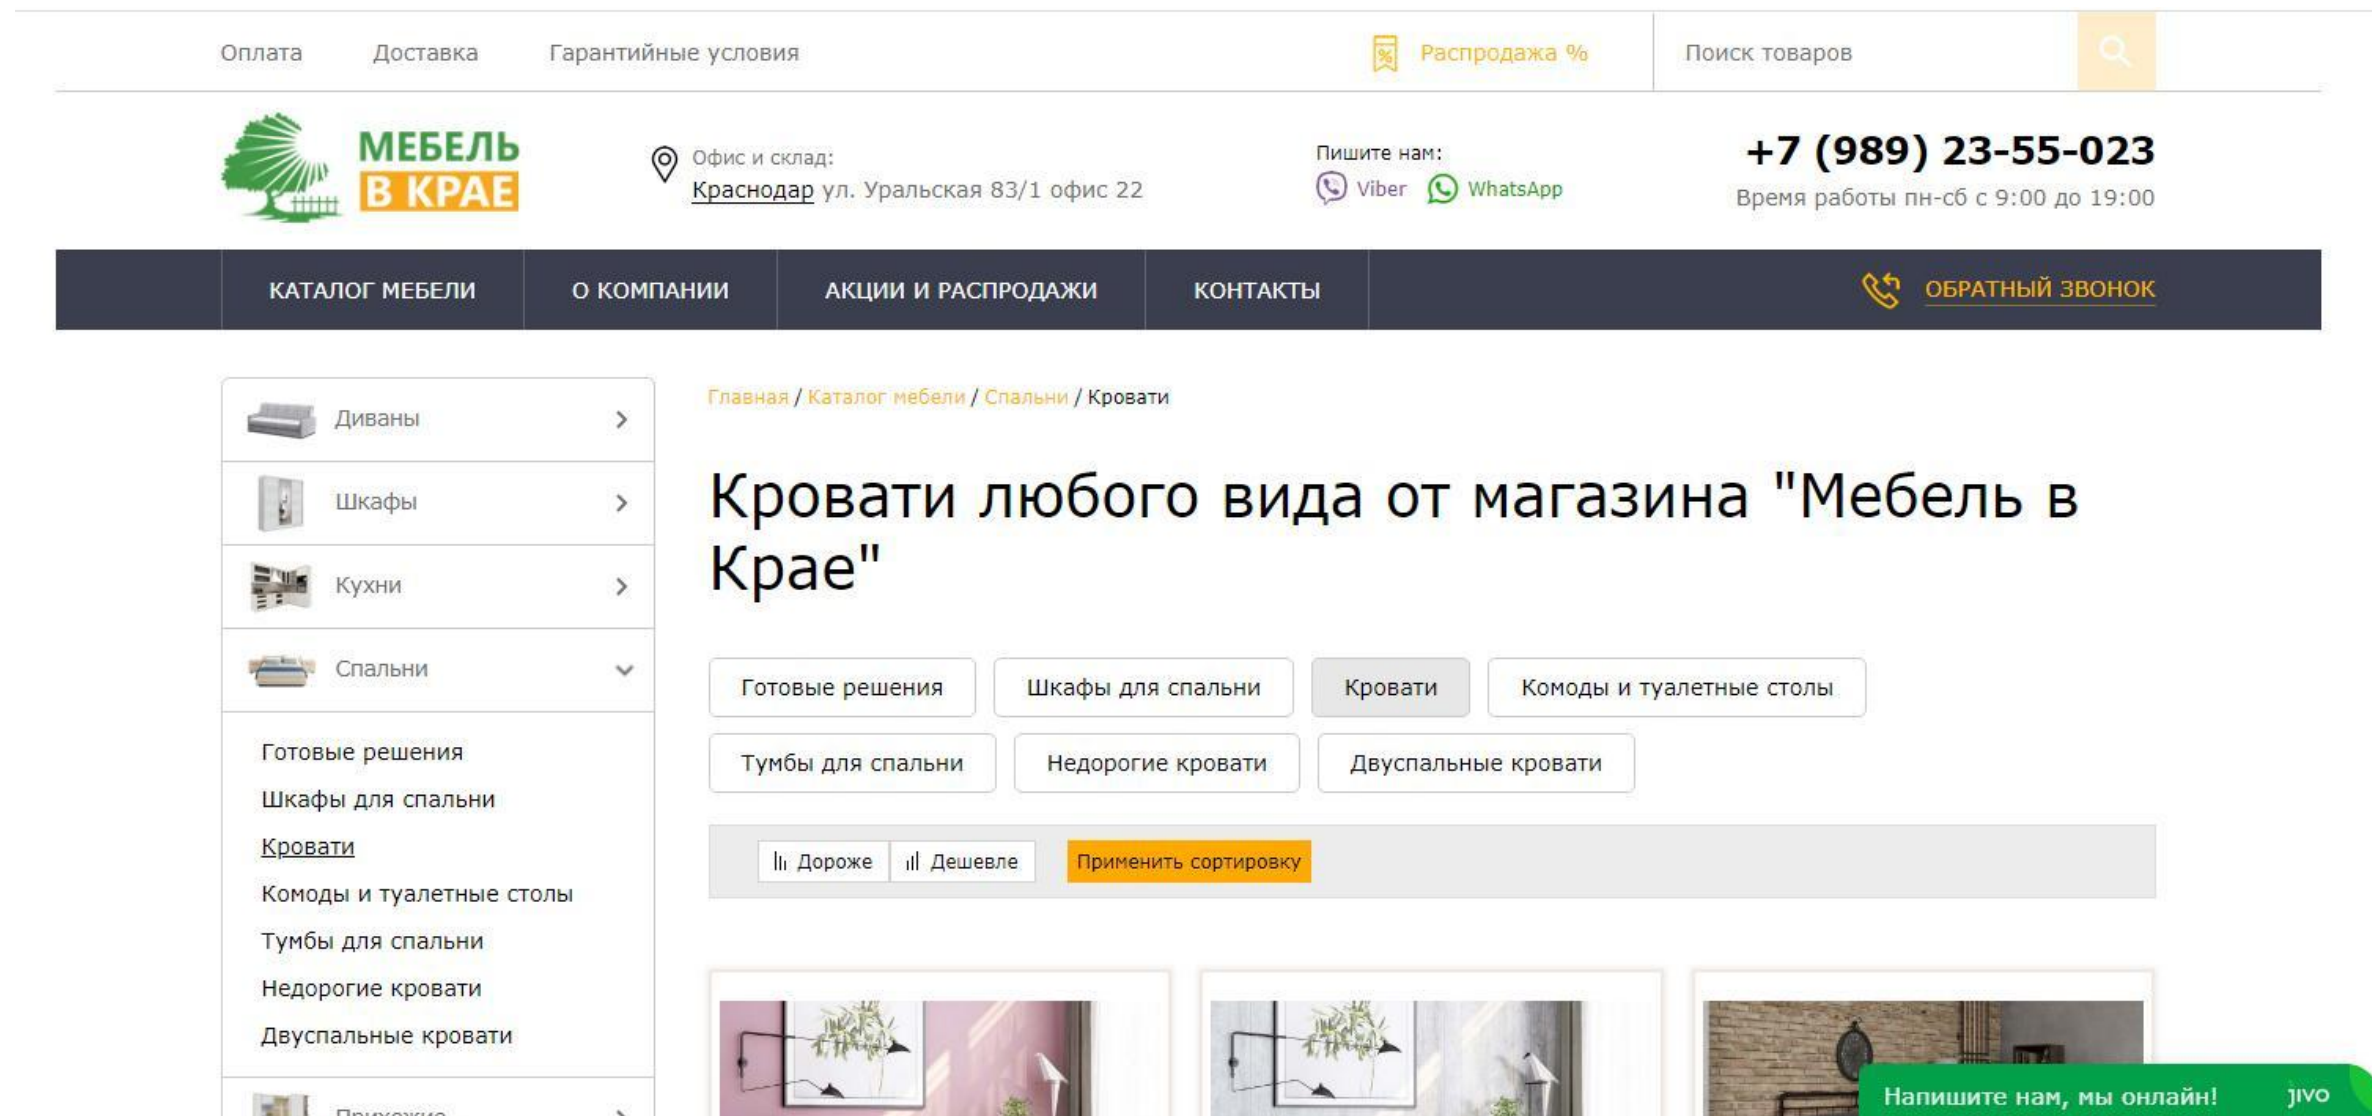 Оплата Доставка Гарантийные условия Распродажа % Поиск товаров
МЕБЕЛЬ
В КРАЕ
Офис и склад:
Краснодар ул. Уральская 83/1 офис 22
Пишите нам:
Viber WhatsApp
+7 (989) 23-55-023
Время работы пн-сб с 9:00 до 19:00
КАТАЛОГ МЕБЕЛИ О КОМПАНИИ АКЦИИ И РАСПРОДАЖИ КОНТАКТЫ ОБРАТНЫЙ ЗВОНОК
Диваны
Шкафы
Кухни
Спальни
Готовые решения
Шкафы для спальни
Кровати
Комоды и туалетные столы
Тумбы для спальни
Недорогие кровати
Двуспальные кровати
Прихожие
Главная / Каталог мебели / Спальни / Кровати
Кровати любого вида от магазина "Мебель в
Крае"
Готовые решения Шкафы для спальни Кровати Комоды и туалетные столы
Тумбы для спальни Недорогие кровати Двуспальные кровати
Дороже Дешевле Применить сортировку
Напишите нам, мы онлайн! jivo